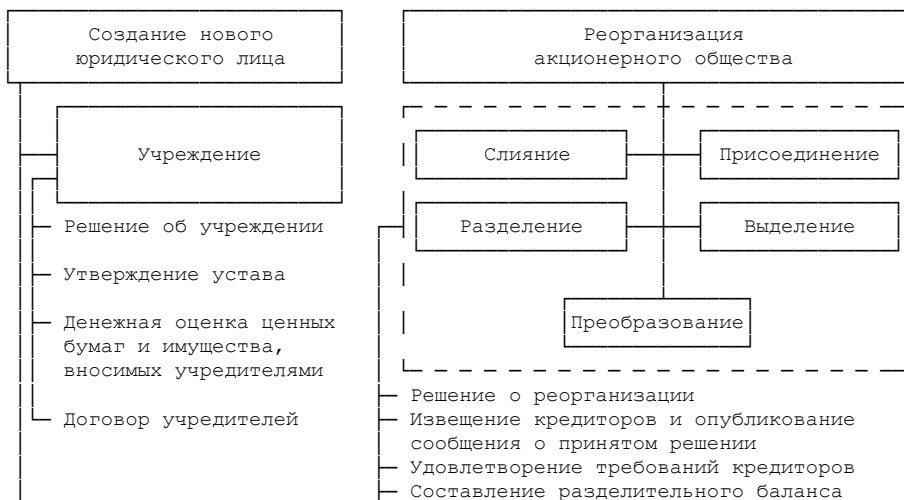 Создание нового
юридического лица
Учреждение
Решение об учреждении
Утверждение устава
Денежная оценка ценных
бумаг и имущества,
вносимых учредителями
Договор учредителей
Реорганизация
акционерного общества
Слияние
Присоединение
Разделение
Выделение
Преобразование
Решение о реорганизации
Извещение кредиторов и опубликование
сообщения о принятом решении
Удовлетворение требований кредиторов
Составление разделительного баланса